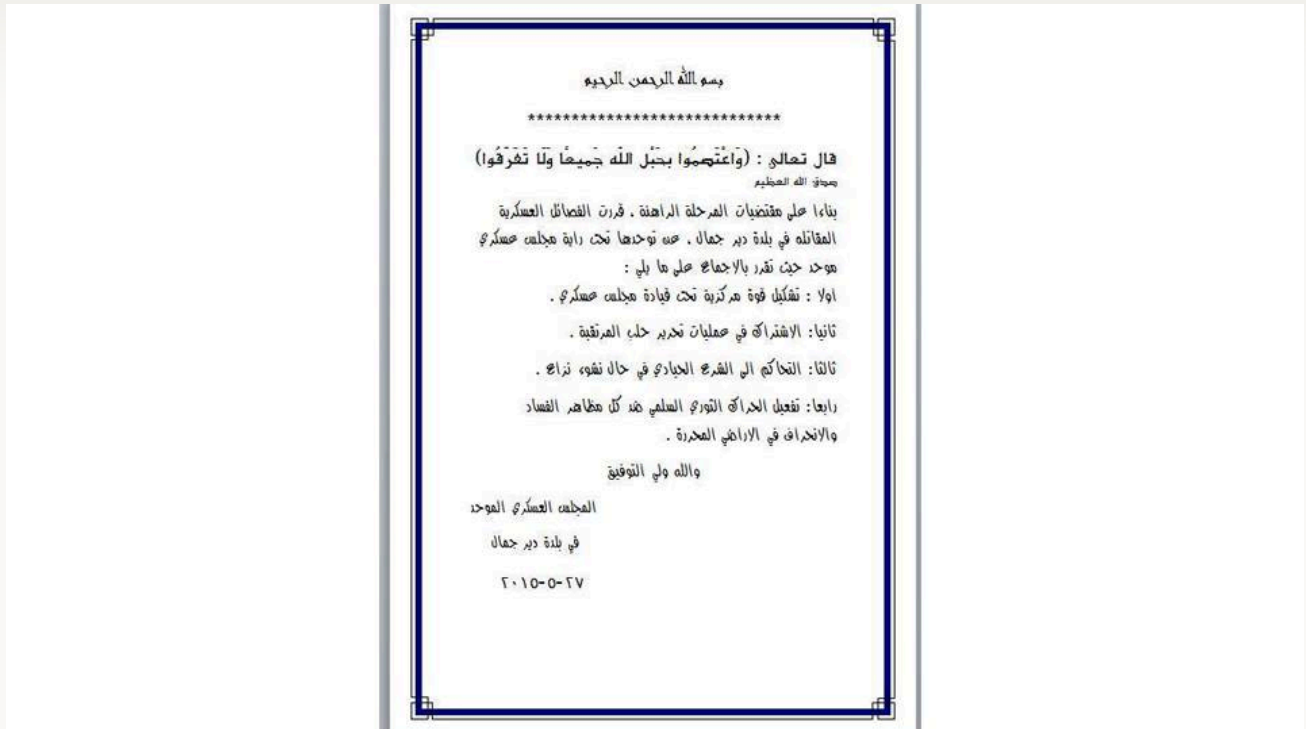 بسم الله الرحمن الرحيم
*****************************
قال تعالى : (وَاعْتَصِمُوا بِحَبْلِ اللَّه جَمِيعًا وَلَا تَفَرَّقُوا)
صدق الله العظيم
بناءا على مقتضيات المرحلة الراهنة ، قررت الفصائل العسكرية
المقاتله في بلدة دير جمال ، عن توحدها تحت راية مجلس عسكري
موحد حيث تقرر بالاجماع على ما يلي :
اولا : تشكيل قوة مركزية تحت قيادة مجلس عسكري .
ثانيا: الاشتراك في عمليات تحرير حلب المرتقبة .
ثالثا: التحاكم الى الشرع الحيادي في حال نشوء نزاع .
رابعا: تفعيل الحراك الثوري السلمي ضد كل مظاهر الفساد
والانحراف في الاراضي المحررة .
والله ولي التوفيق
المجلس العسكري الموحد
في بلدة دير جمال
٢٧-٥-٢٠١٥